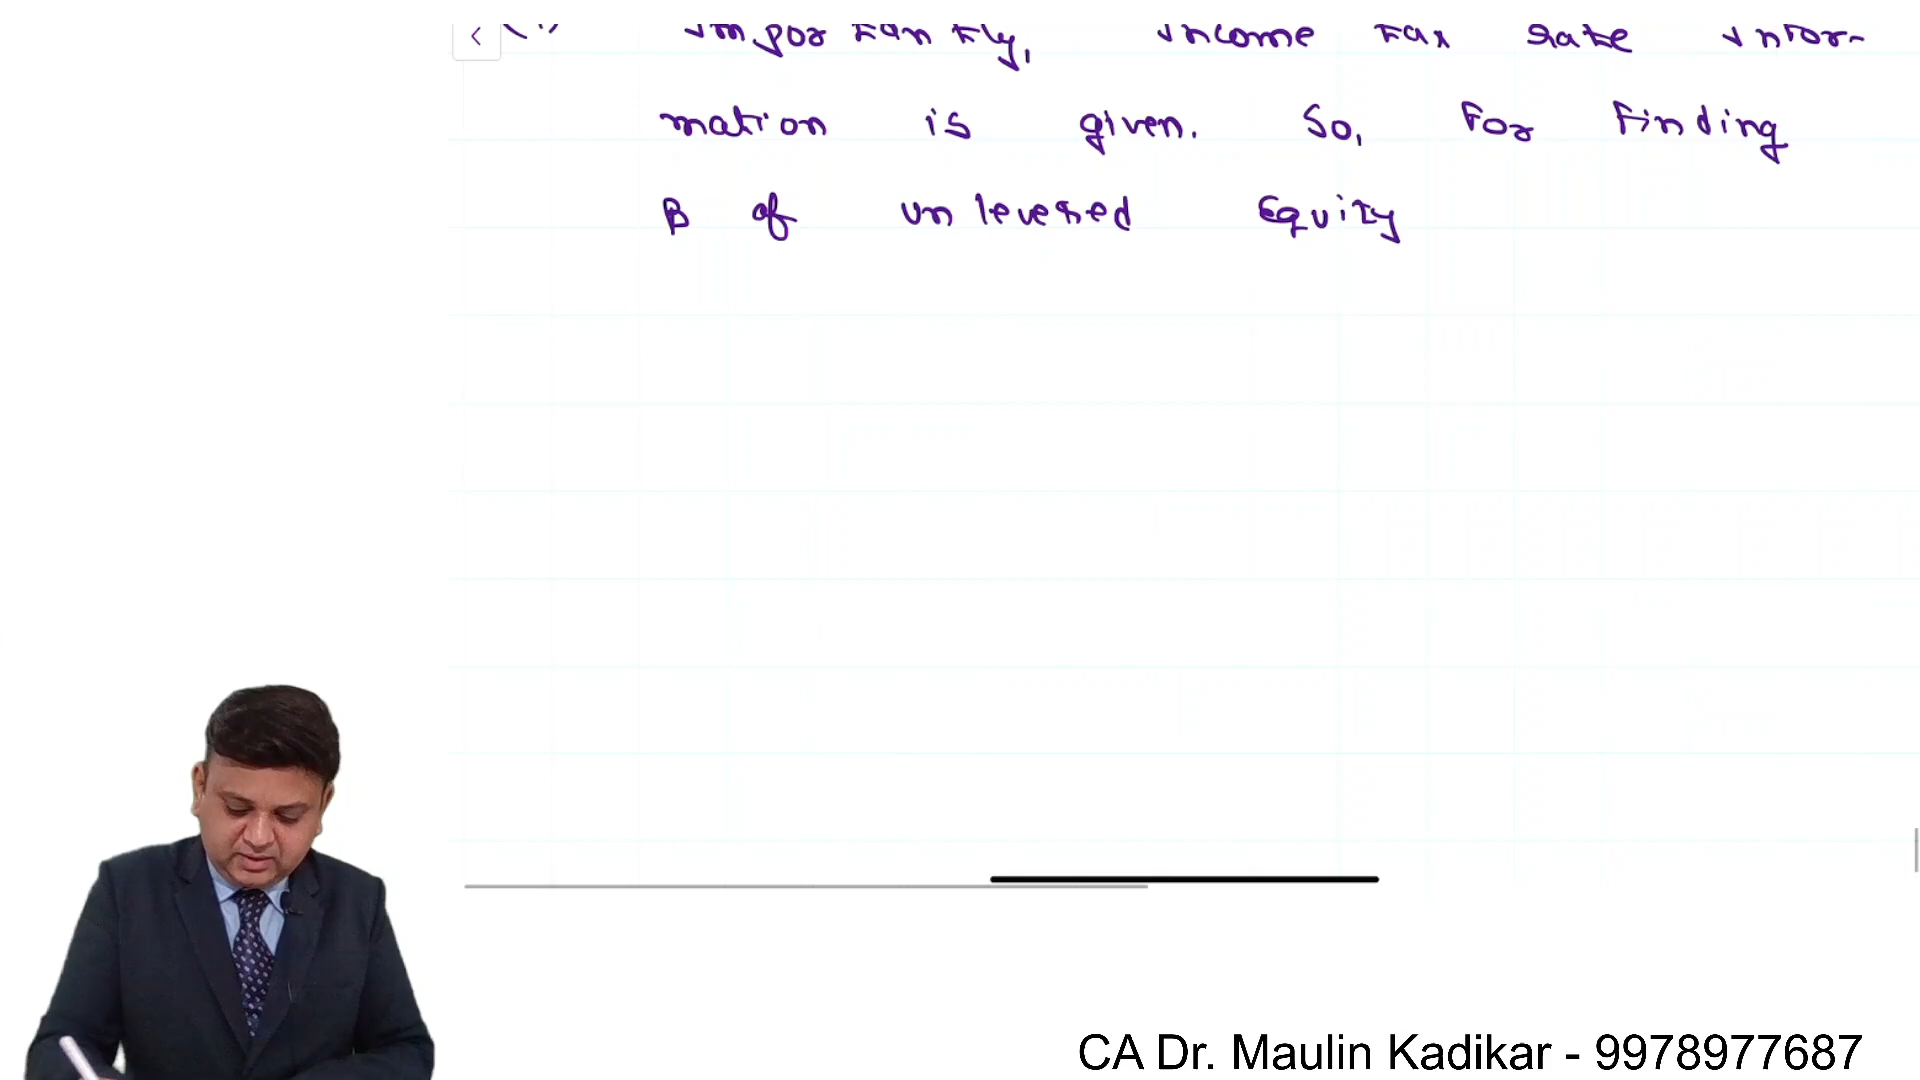 Importantly, income tax rate infor-
mation is given. So, For Finding
B of unlevered Equity
CA Dr. Maulin Kadikar - 9978977687